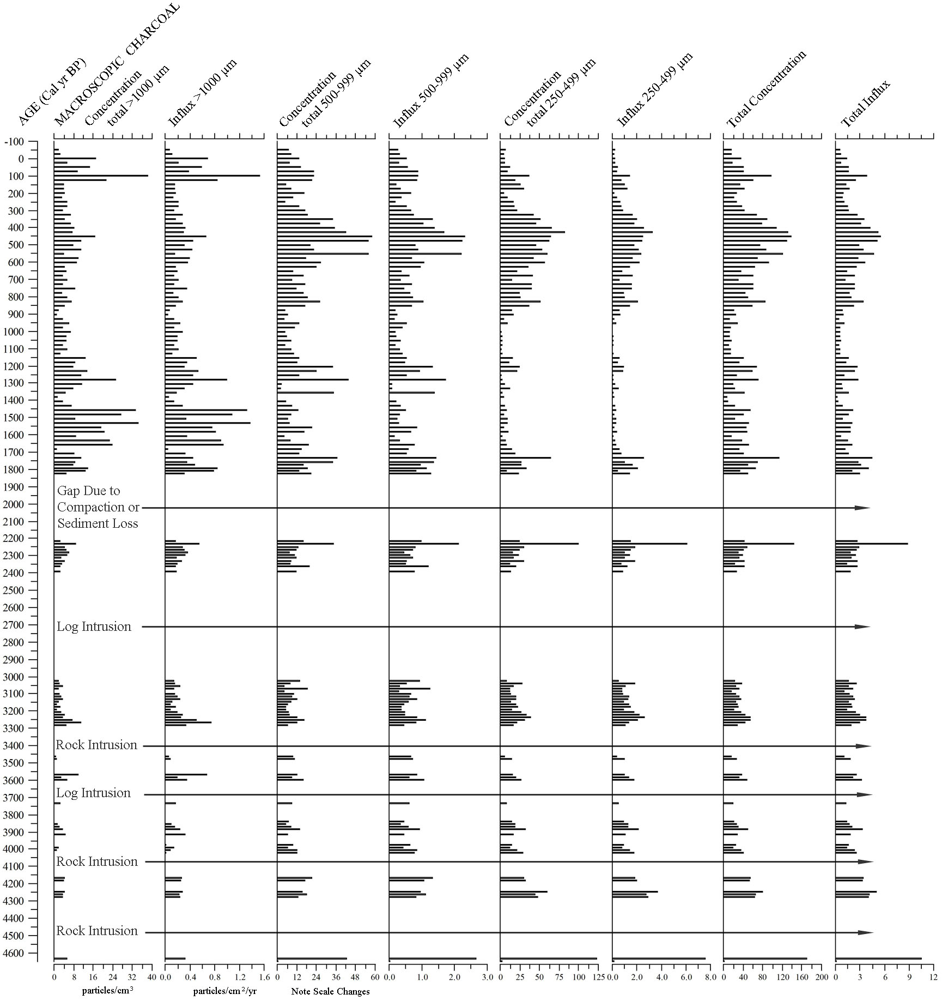 AGE (Cal yr BP)
MACROSCOPIC CHARCOAL
Concentration
total >1000 µm
Influx >1000 µm
Concentration
total 500-999 µm
Influx 500-999 µm
Concentration
total 250-499 µm
Influx 250-499 µm
Total Concentration
Total Influx
-100
0
100
200
300
400
500
600
700
800
900
1000
1100
1200
1300
1400
1500
1600
1700
1800
1900
2000
2100
2200
2300
2400
2500
2600
2700
2800
2900
3000
3100
3200
3300
3400
3500
3600
3700
3800
3900
4000
4100
4200
4300
4400
4500
4600
Gap Due to
Compaction or
Sediment Loss
Log Intrusion
Rock Intrusion
Log Intrusion
Rock Intrusion
Rock Intrusion
0 8 16 24 32 40 0.0 0.4 0.8 1.2 1.6 0 12 24 36 48 60 0.0 1.0 2.0 3.0 0 25 50 75 100 125 0.0 2.0 4.0 6.0 8.0 0 40 80 120 160 200 0 3 6 9 12
particles/cm³ particles/cm²/yr Note Scale Changes